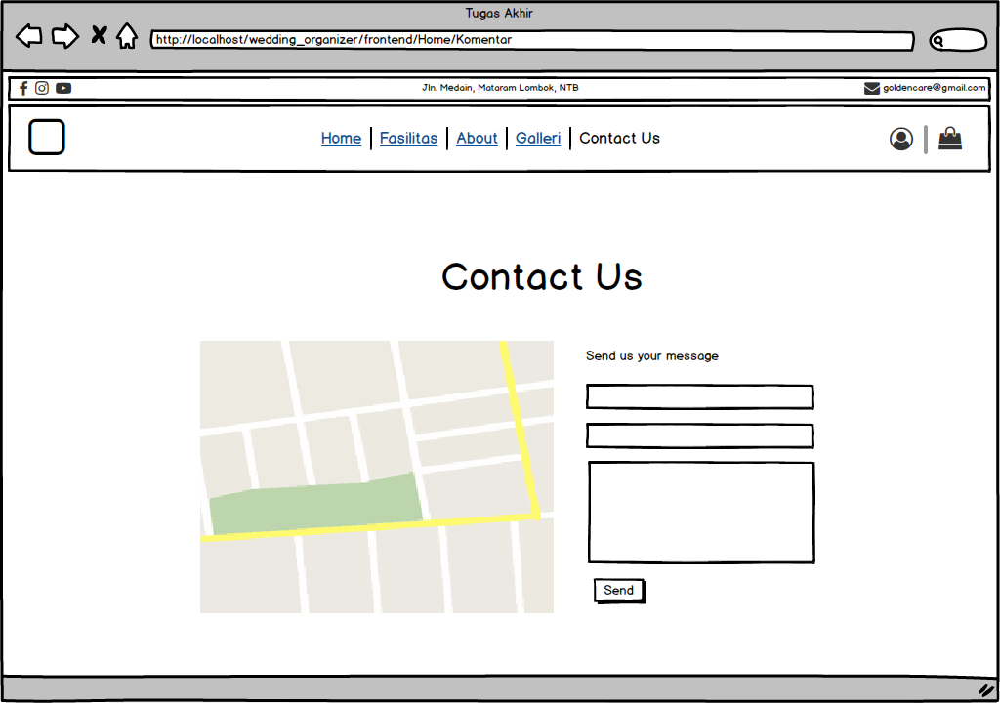 Tugas Akhir
http://localhost/wedding_organizer/frontend/Home/Komentar
Jln. Medain, Mataram Lombok, NTB
goldencare@gmail.com
Home
Fasilitas
About
Galleri
Contact Us
Contact Us
Send us your message
Send